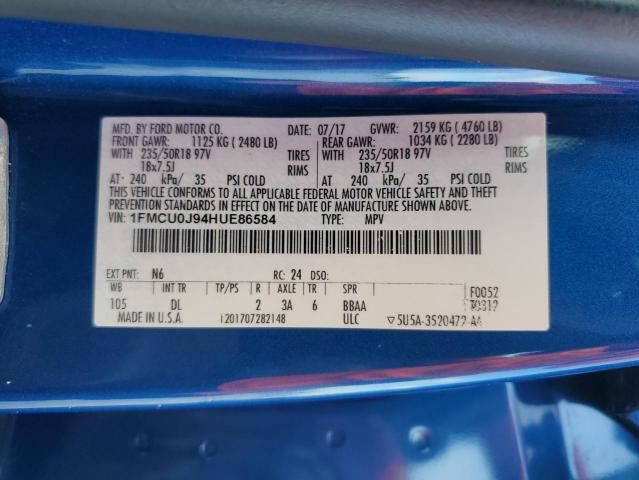 MFD. BY FORD MOTOR CO. DATE: 07/17 GVWR: 2159 KG ( 4760 LB)
FRONT GAWR: 1125 KG ( 2480 LB) REAR GAWR: 1034 KG ( 2280 LB)
WITH 235/50R18 97V TIRES WITH 235/50R18 97V TIRES
18x7.5J RIMS 18x7.5J RIMS
AT 240 kPa/ 35 PSI COLD AT 240 kPa/ 35 PSI COLD
THIS VEHICLE CONFORMS TO ALL APPLICABLE FEDERAL MOTOR VEHICLE SAFETY AND THEFT
PREVENTION STANDARDS IN EFFECT ON THE DATE OF MANUFACTURE SHOWN ABOVE.
VIN: 1FMCU0J94HUE86584 TYPE: MPV
EXT PNT: N6 RC: 24 DSO:
WB INT TR TP/PS R AXLE TR SPR F0052
105 DL 2 3A 6 BBAA
MADE IN U.S.A. 201707282148 ULC 5U5A-3520472-AA